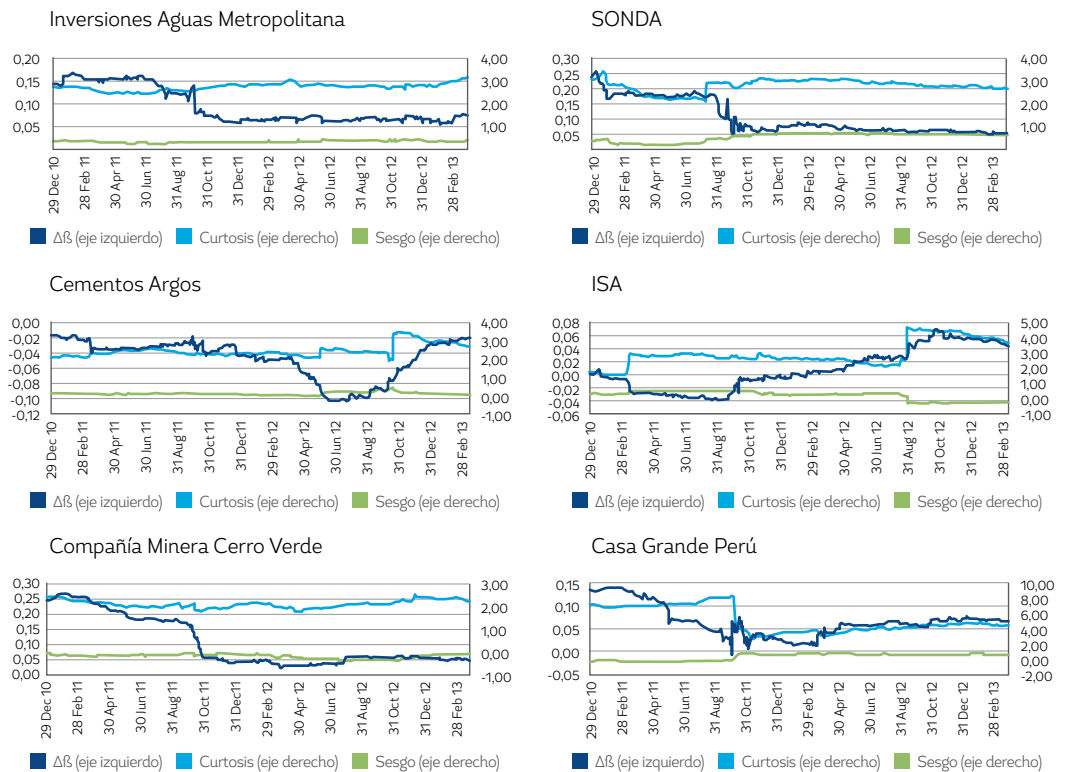 Inversiones Aguas Metropolitana
0,20
0,15
0,10
0,05
4,00
3,00
2,00
1,00
29 Dec 10
28 Feb 11
30 Apr 11
30 Jun 11
31 Aug 11
31 Oct 11
31 Dec 11
29 Feb 12
30 Apr 12
30 Jun 12
31 Aug 12
31 Oct 12
31 Dec 12
28 Feb 13
Δß (eje izquierdo) Curtosis (eje derecho) Sesgo (eje derecho)
SONDA
0,30
0,25
0,20
0,15
0,10
0,05
4,00
3,00
2,00
1,00
29 Dec 10
28 Feb 11
30 Apr 11
30 Jun 11
31 Aug 11
31 Oct 11
31 Dec 11
29 Feb 12
30 Apr 12
30 Jun 12
31 Aug 12
31 Oct 12
31 Dec 12
28 Feb 13
Δß (eje izquierdo) Curtosis (eje derecho) Sesgo (eje derecho)
Cementos Argos
0,00
-0,02
-0,04
-0,06
-0,08
-0,10
-0,12
4,00
3,00
2,00
1,00
0,00
-1,00
29 Dec 10
28 Feb 11
30 Apr 11
30 Jun 11
31 Aug 11
31 Oct 11
31 Dec 11
29 Feb 12
30 Apr 12
30 Jun 12
31 Aug 12
31 Oct 12
31 Dec 12
28 Feb 13
Δß (eje izquierdo) Curtosis (eje derecho) Sesgo (eje derecho)
ISA
0,08
0,06
0,04
0,02
0,00
-0,02
-0,04
-0,06
5,00
4,00
3,00
2,00
1,00
0,00
-1,00
29 Dec 10
28 Feb 11
30 Apr 11
30 Jun 11
31 Aug 11
31 Oct 11
31 Dec 11
29 Feb 12
30 Apr 12
30 Jun 12
31 Aug 12
31 Oct 12
31 Dec 12
28 Feb 13
Δß (eje izquierdo) Curtosis (eje derecho) Sesgo (eje derecho)
Compañía Minera Cerro Verde
0,30
0,25
0,20
0,15
0,10
0,05
0,00
3,00
2,00
1,00
0,00
-1,00
29 Dec 10
28 Feb 11
30 Apr 11
30 Jun 11
31 Aug 11
31 Oct 11
31 Dec 11
29 Feb 12
30 Apr 12
30 Jun 12
31 Aug 12
31 Oct 12
31 Dec 12
28 Feb 13
Δß (eje izquierdo) Curtosis (eje derecho) Sesgo (eje derecho)
Casa Grande Perú
0,15
0,10
0,05
0,00
-0,05
10,00
8,00
6,00
4,00
2,00
0,00
-2,00
29 Dec 10
28 Feb 11
30 Apr 11
30 Jun 11
31 Aug 11
31 Oct 11
31 Dec 11
29 Feb 12
30 Apr 12
30 Jun 12
31 Aug 12
31 Oct 12
31 Dec 12
28 Feb 13
Δß (eje izquierdo) Curtosis (eje derecho) Sesgo (eje derecho)